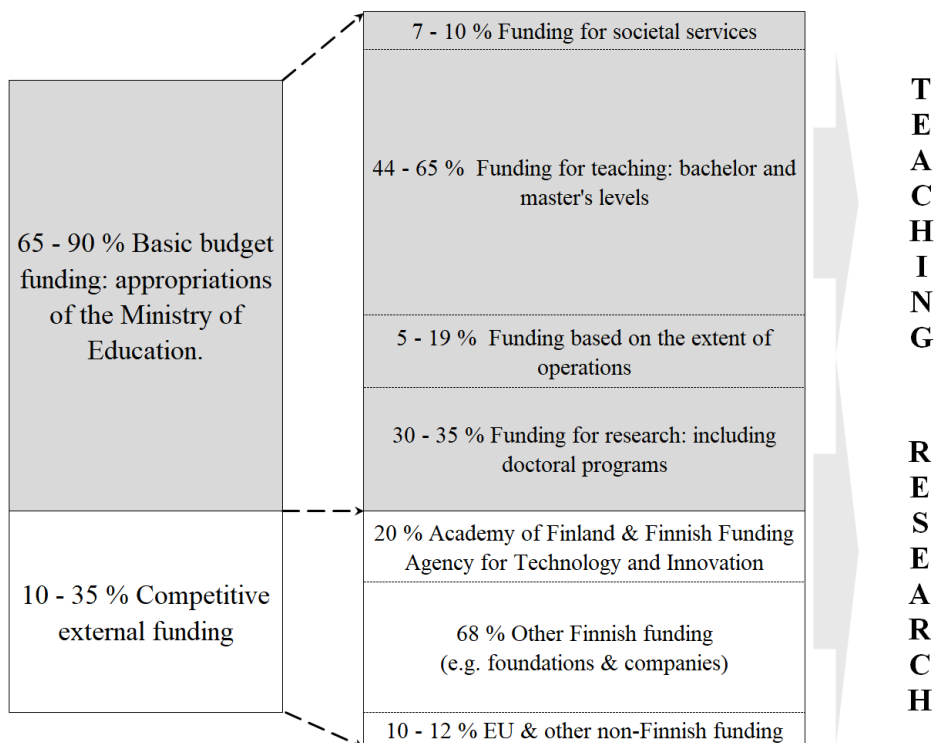 7 - 10 % Funding for societal services
44 - 65 %  Funding for teaching: bachelor and
master's levels
65 - 90 % Basic budget
funding: appropriations
of the Ministry of
Education.
5 - 19 %  Funding based on the extent of
operations
30 - 35 % Funding for research: including
doctoral programs
20 % Academy of Finland & Finnish Funding
Agency for Technology and Innovation
10 - 35 % Competitive
external funding
68 % Other Finnish funding
(e.g. foundations & companies)
10 - 12 % EU & other non-Finnish funding
TEACHING
RESEARCH